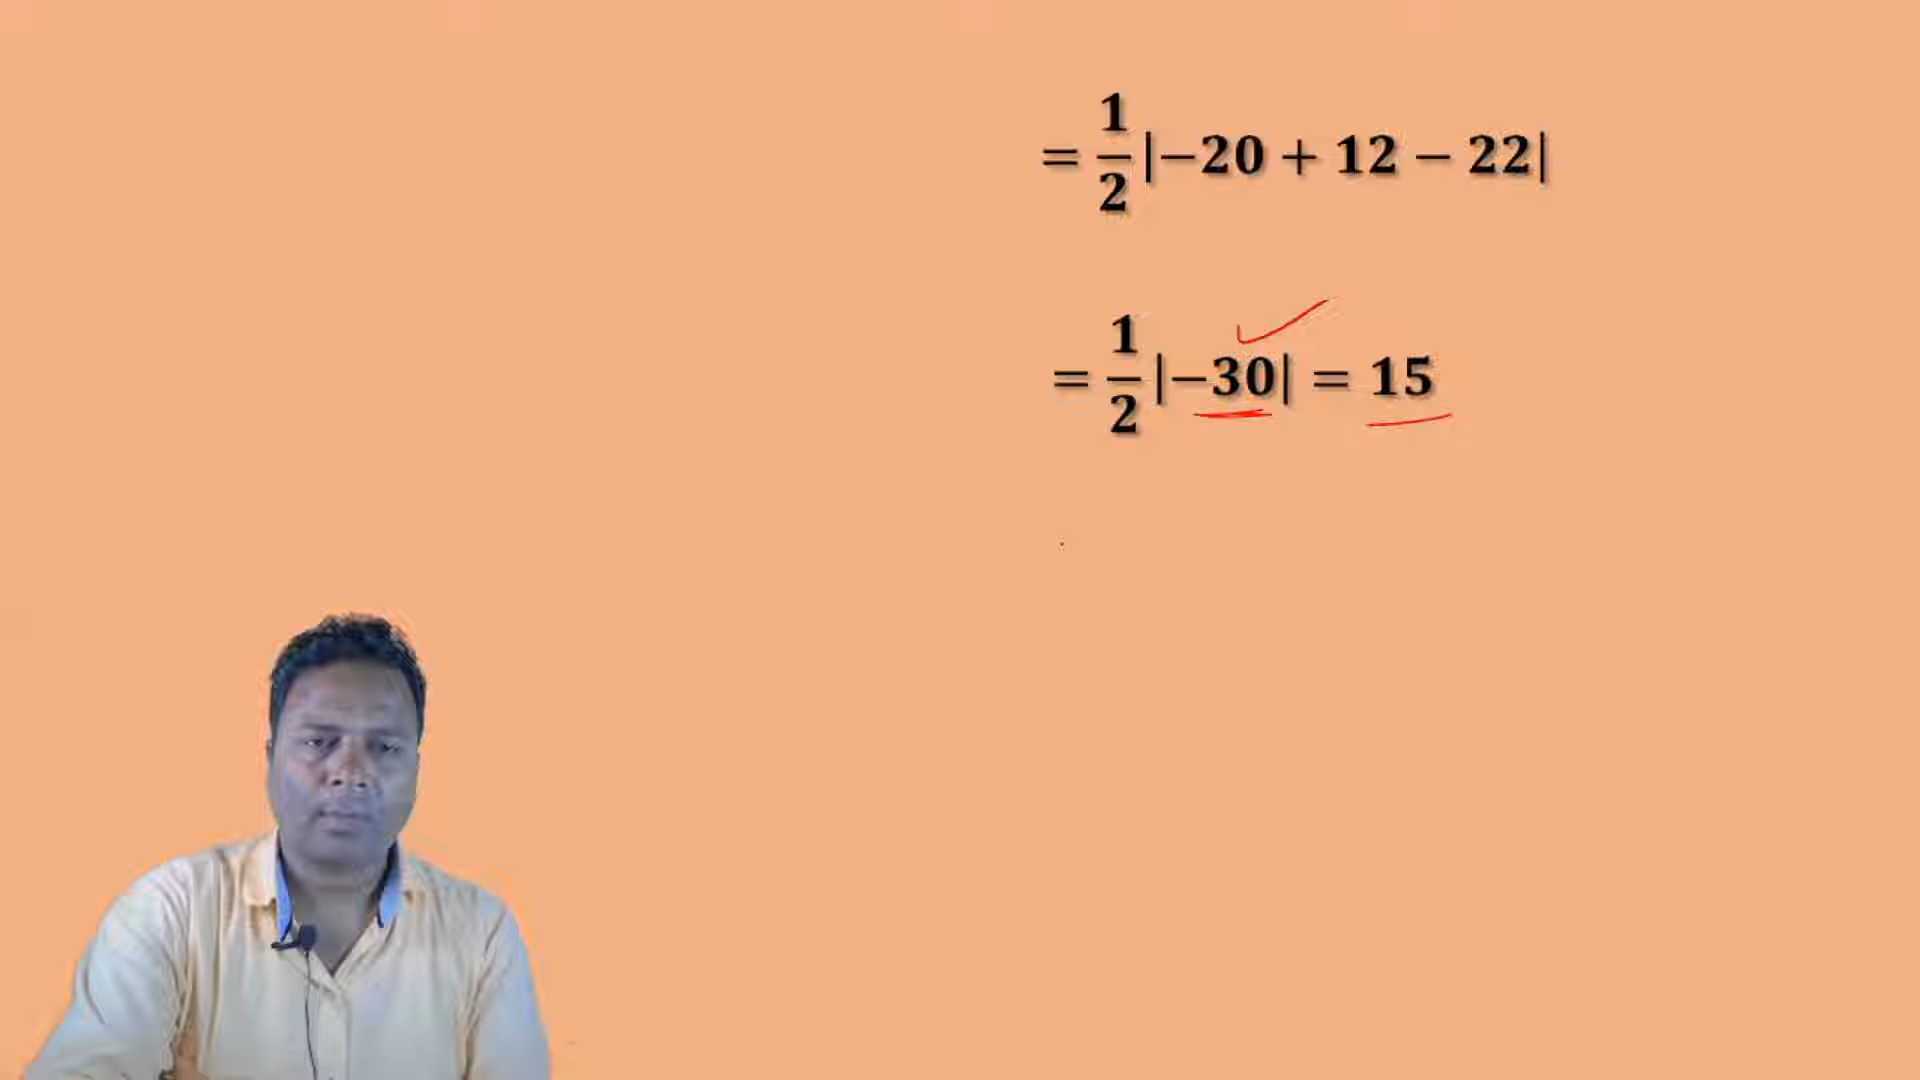 = 1/2 |−20 + 12 − 22|
= 1/2 |−30| = 15